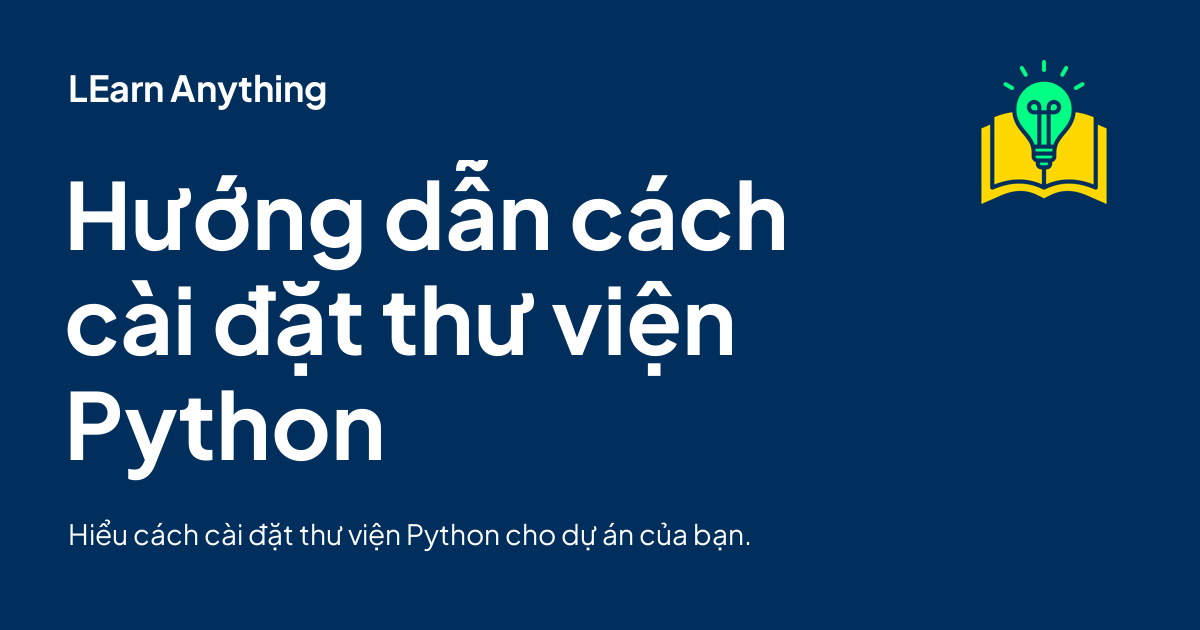 LEarn Anything
Hướng dẫn cách
cài đặt thư viện
Python
Hiểu cách cài đặt thư viện Python cho dự án của bạn.